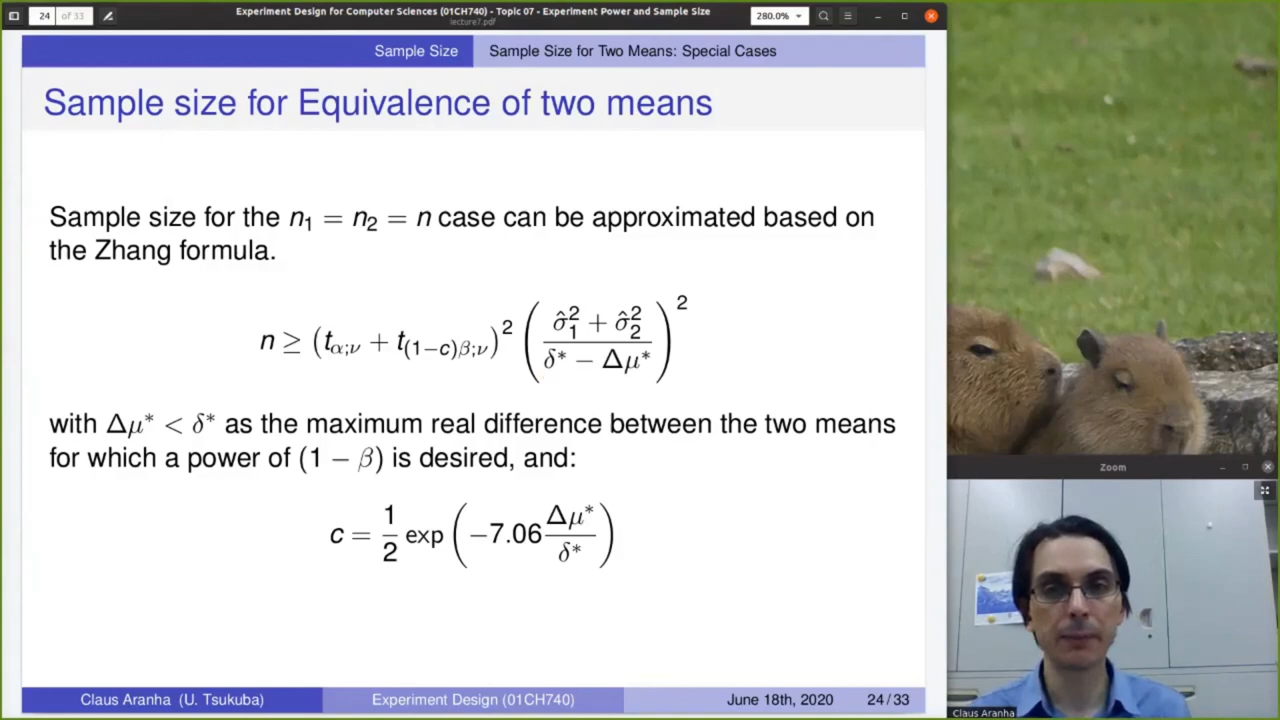 24 of 33
Experiment Design for Computer Sciences (01CH740) - Topic 07 - Experiment Power and Sample Size
lecture7.pdf
280.0%
Sample Size
Sample Size for Two Means: Special Cases
Sample size for Equivalence of two means
Sample size for the n₁ = n₂ = n case can be approximated based on
the Zhang formula.
n ≥ (t_{α;ν} + t_{(1−c)β;ν})² ((σ̂₁² + σ̂₂²) / (δ* − Δμ*))²
with Δμ* < δ* as the maximum real difference between the two means
for which a power of (1 − β) is desired, and:
c = 1/2 exp (−7.06 Δμ*/δ*)
Claus Aranha (U. Tsukuba)
Experiment Design (01CH740)
June 18th, 2020
24 / 33
Zoom
Claus Aranha